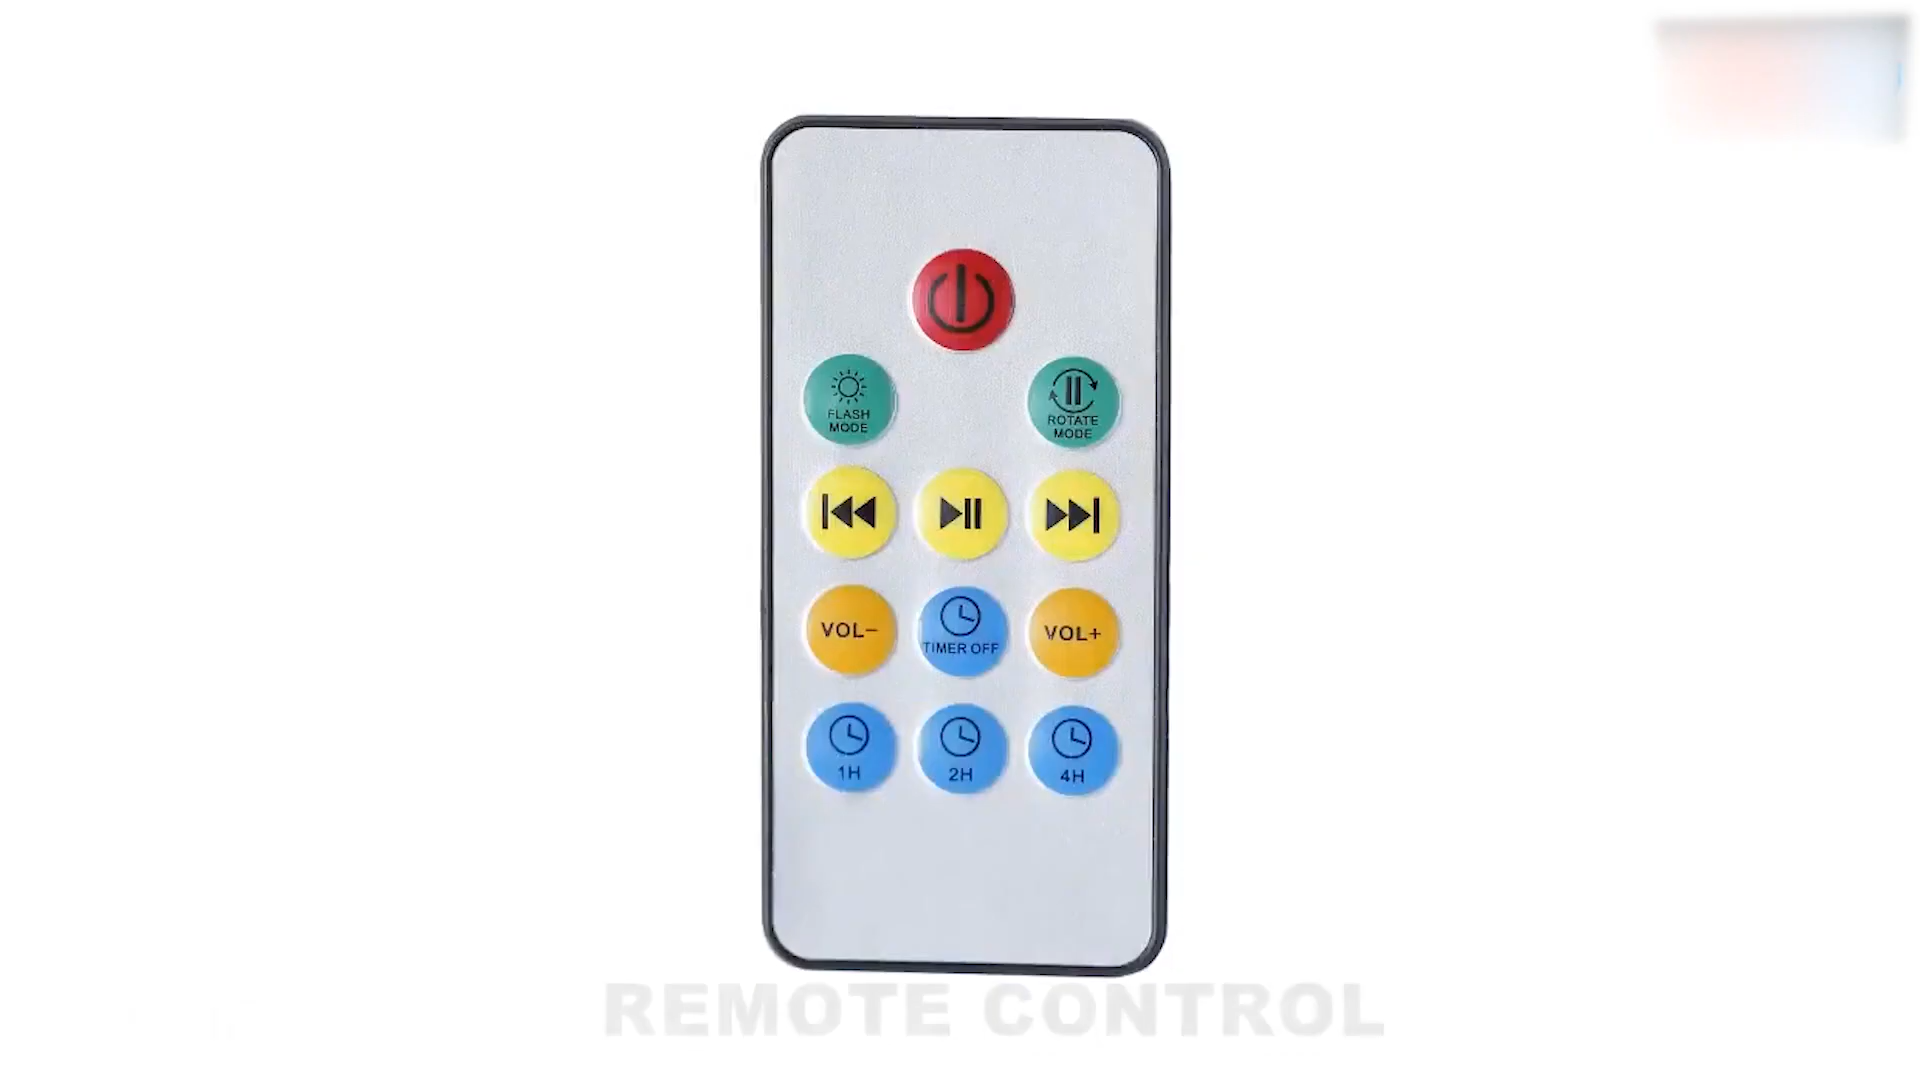 FLASH
MODE
ROTATE
MODE
VOL−
TIMER OFF
VOL+
1H
2H
4H
REMOTE CONTROL